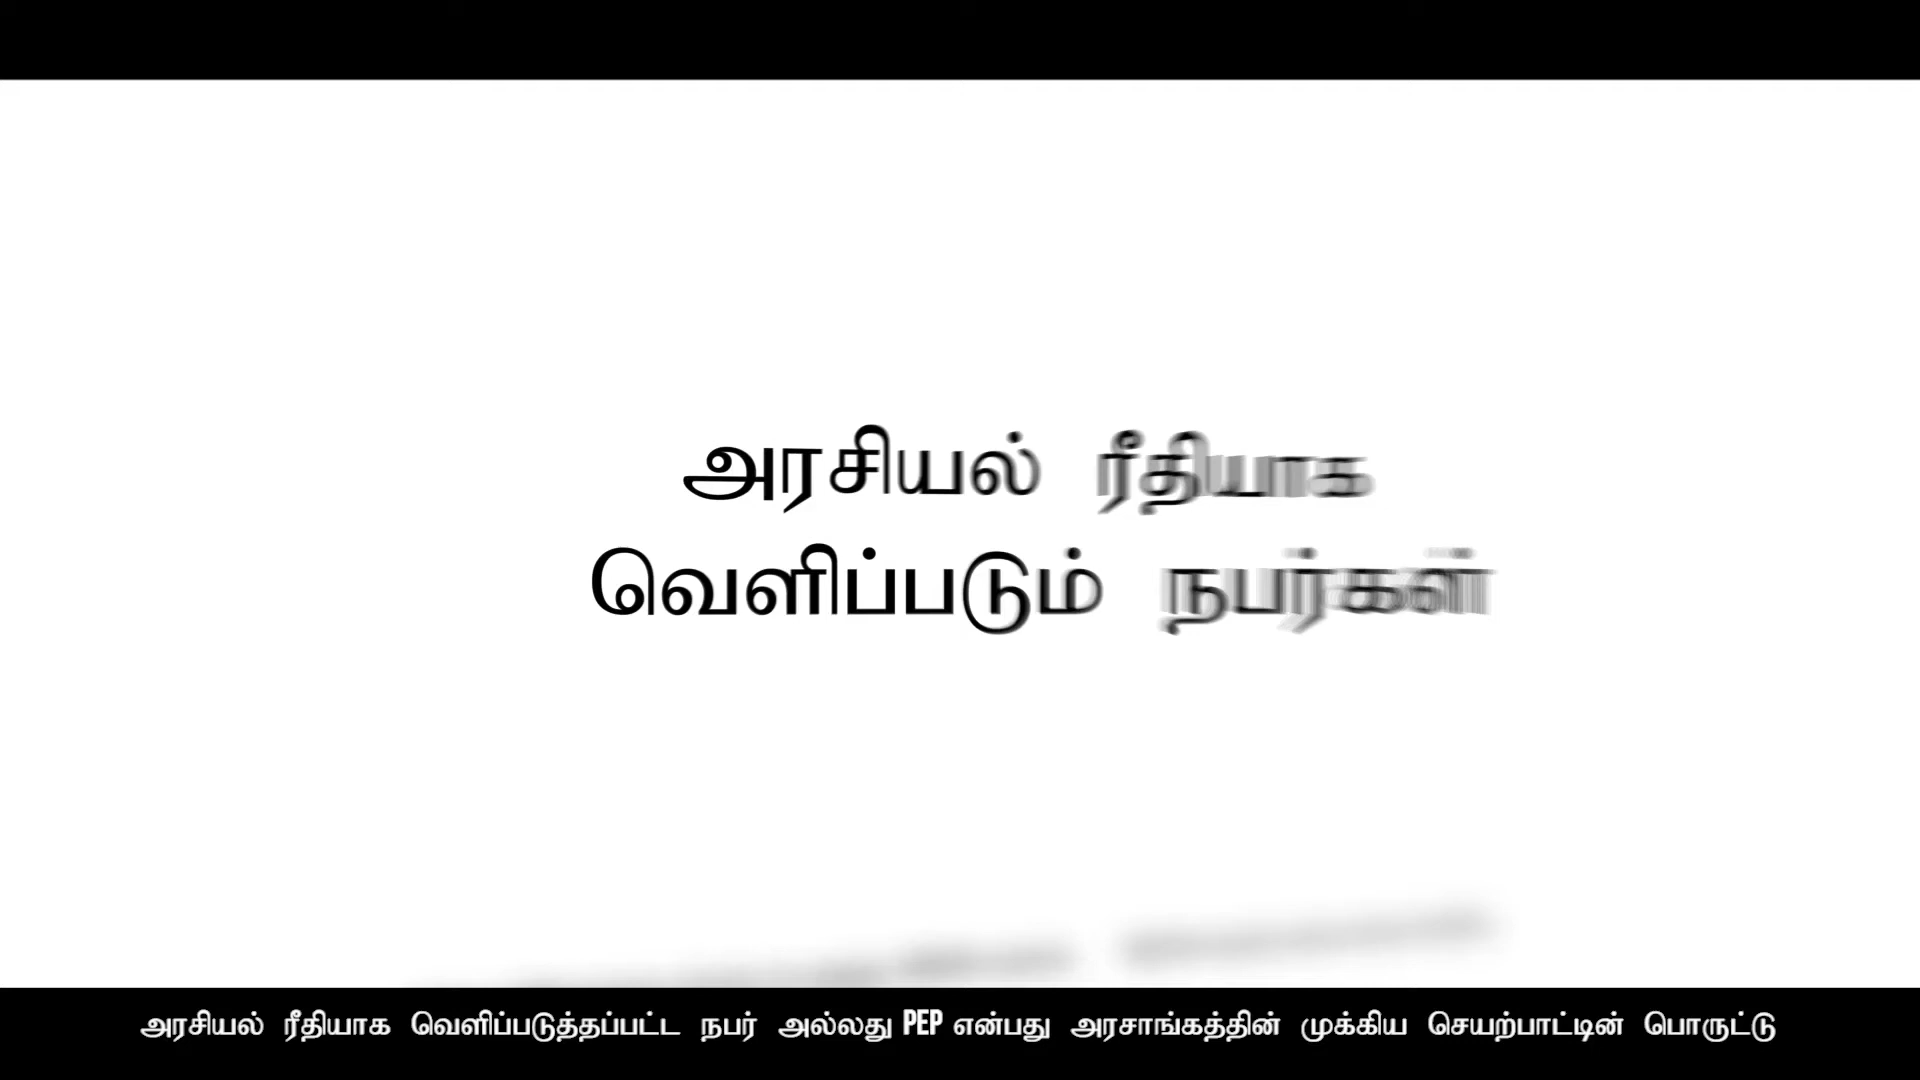 அரசியல் ரீதியாக
வெளிப்படும் நபர்கள்
அரசியல் ரீதியாக வெளிப்படுத்தப்பட்ட நபர் அல்லது PEP என்பது அரசாங்கத்தின் முக்கிய செயற்பாட்டின் பொருட்டு